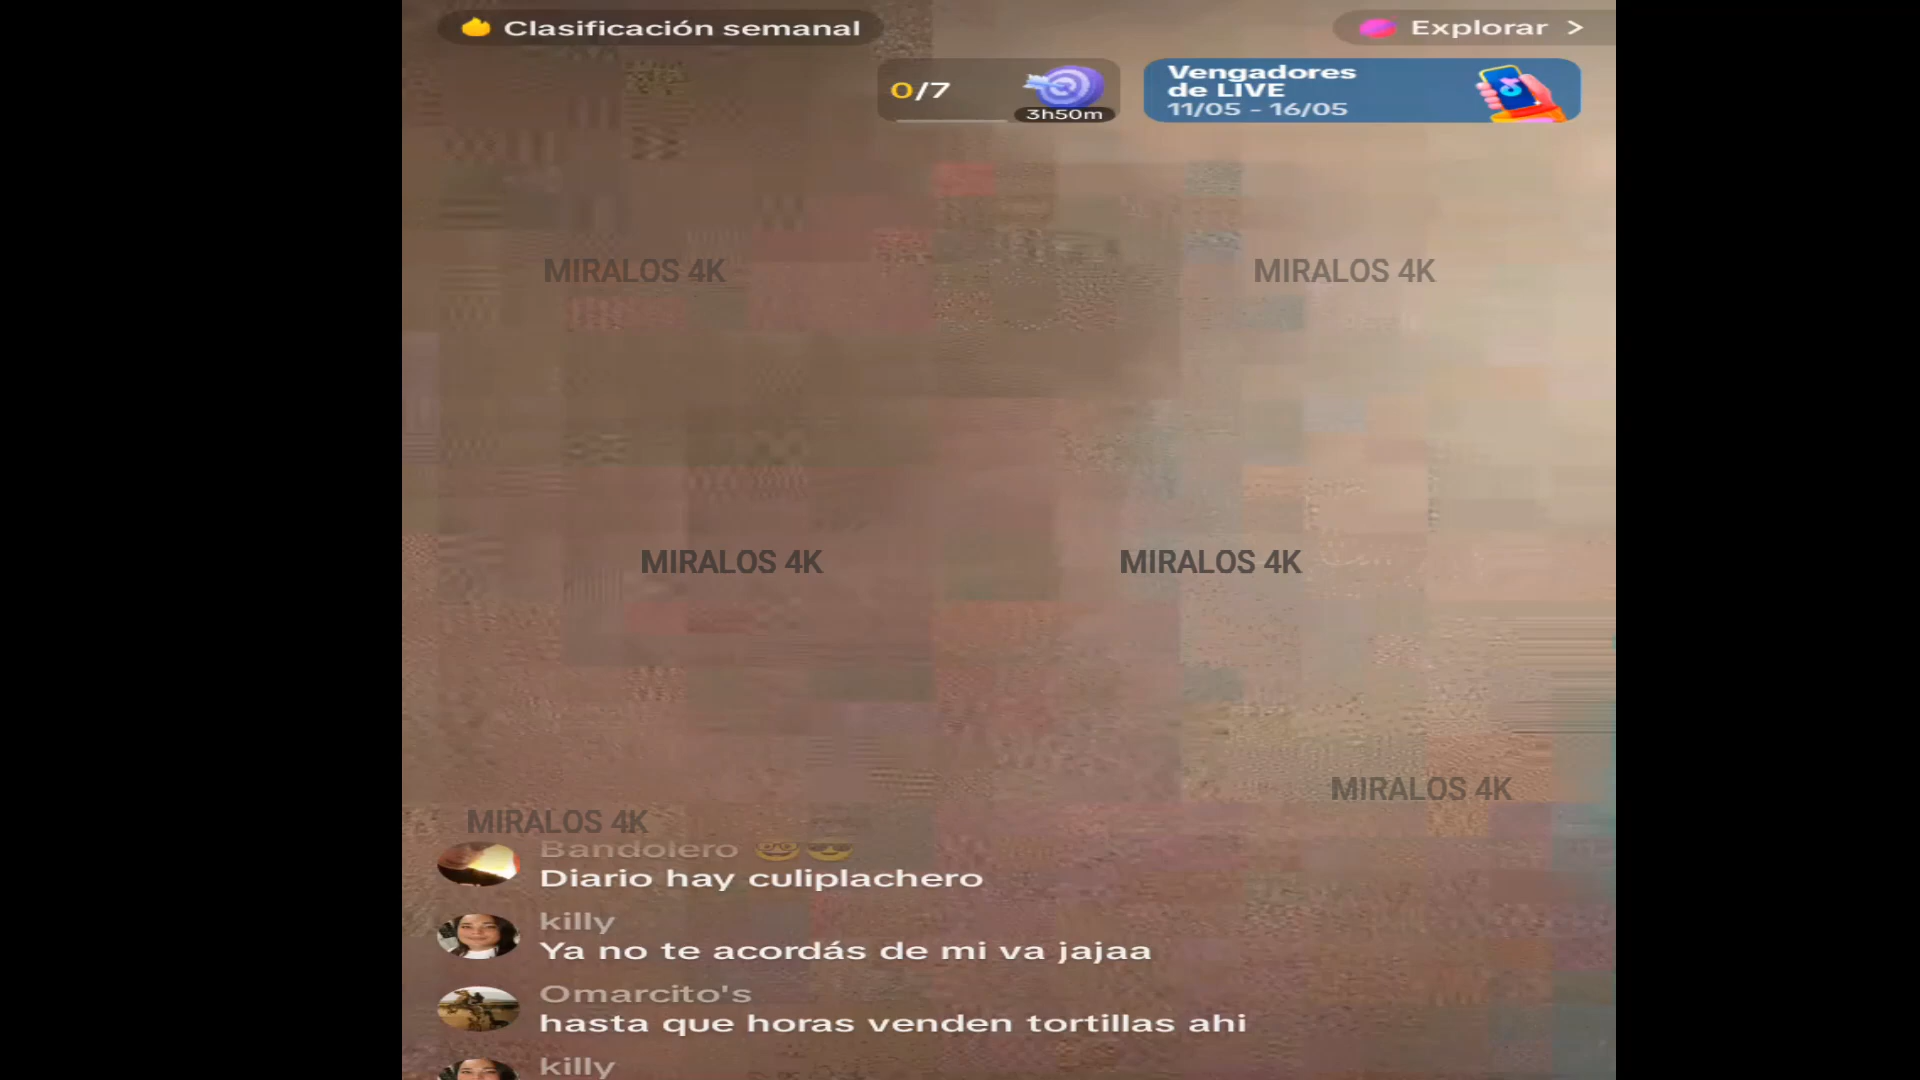 Clasificación semanal
Explorar >
0/7
3h50m
Vengadores
de LIVE
11/05 - 16/05
MIRALOS 4K
MIRALOS 4K
MIRALOS 4K
MIRALOS 4K
MIRALOS 4K
MIRALOS 4K
Bandolero 🤓😎
Diario hay culiplachero
killy
Ya no te acordás de mi va jajaa
Omarcito's
hasta que horas venden tortillas ahi
killy